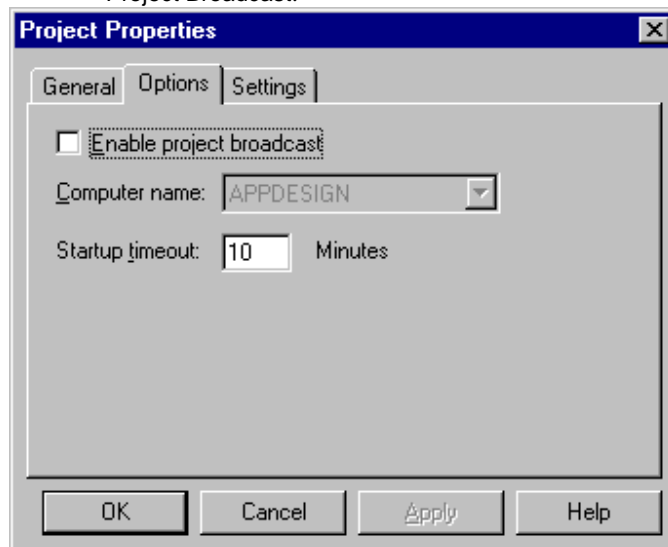 Project Broadcast.
Project Properties
General Options Settings
Enable project broadcast
Computer name: APPDESIGN
Startup timeout: 10 Minutes
OK Cancel Apply Help